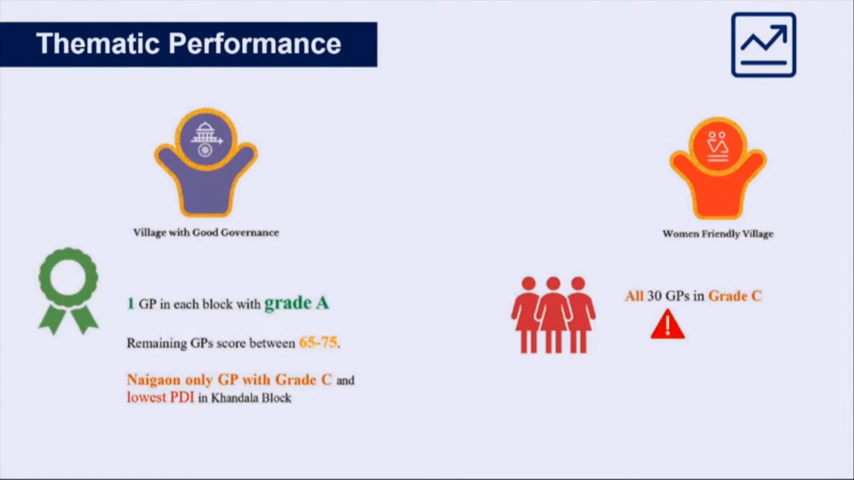 Thematic Performance
Village with Good Governance
1 GP in each block with grade A
Remaining GPs score between 65-75.
Naigaon only GP with Grade C and
lowest PDI in Khandala Block
Women Friendly Village
All 30 GPs in Grade C